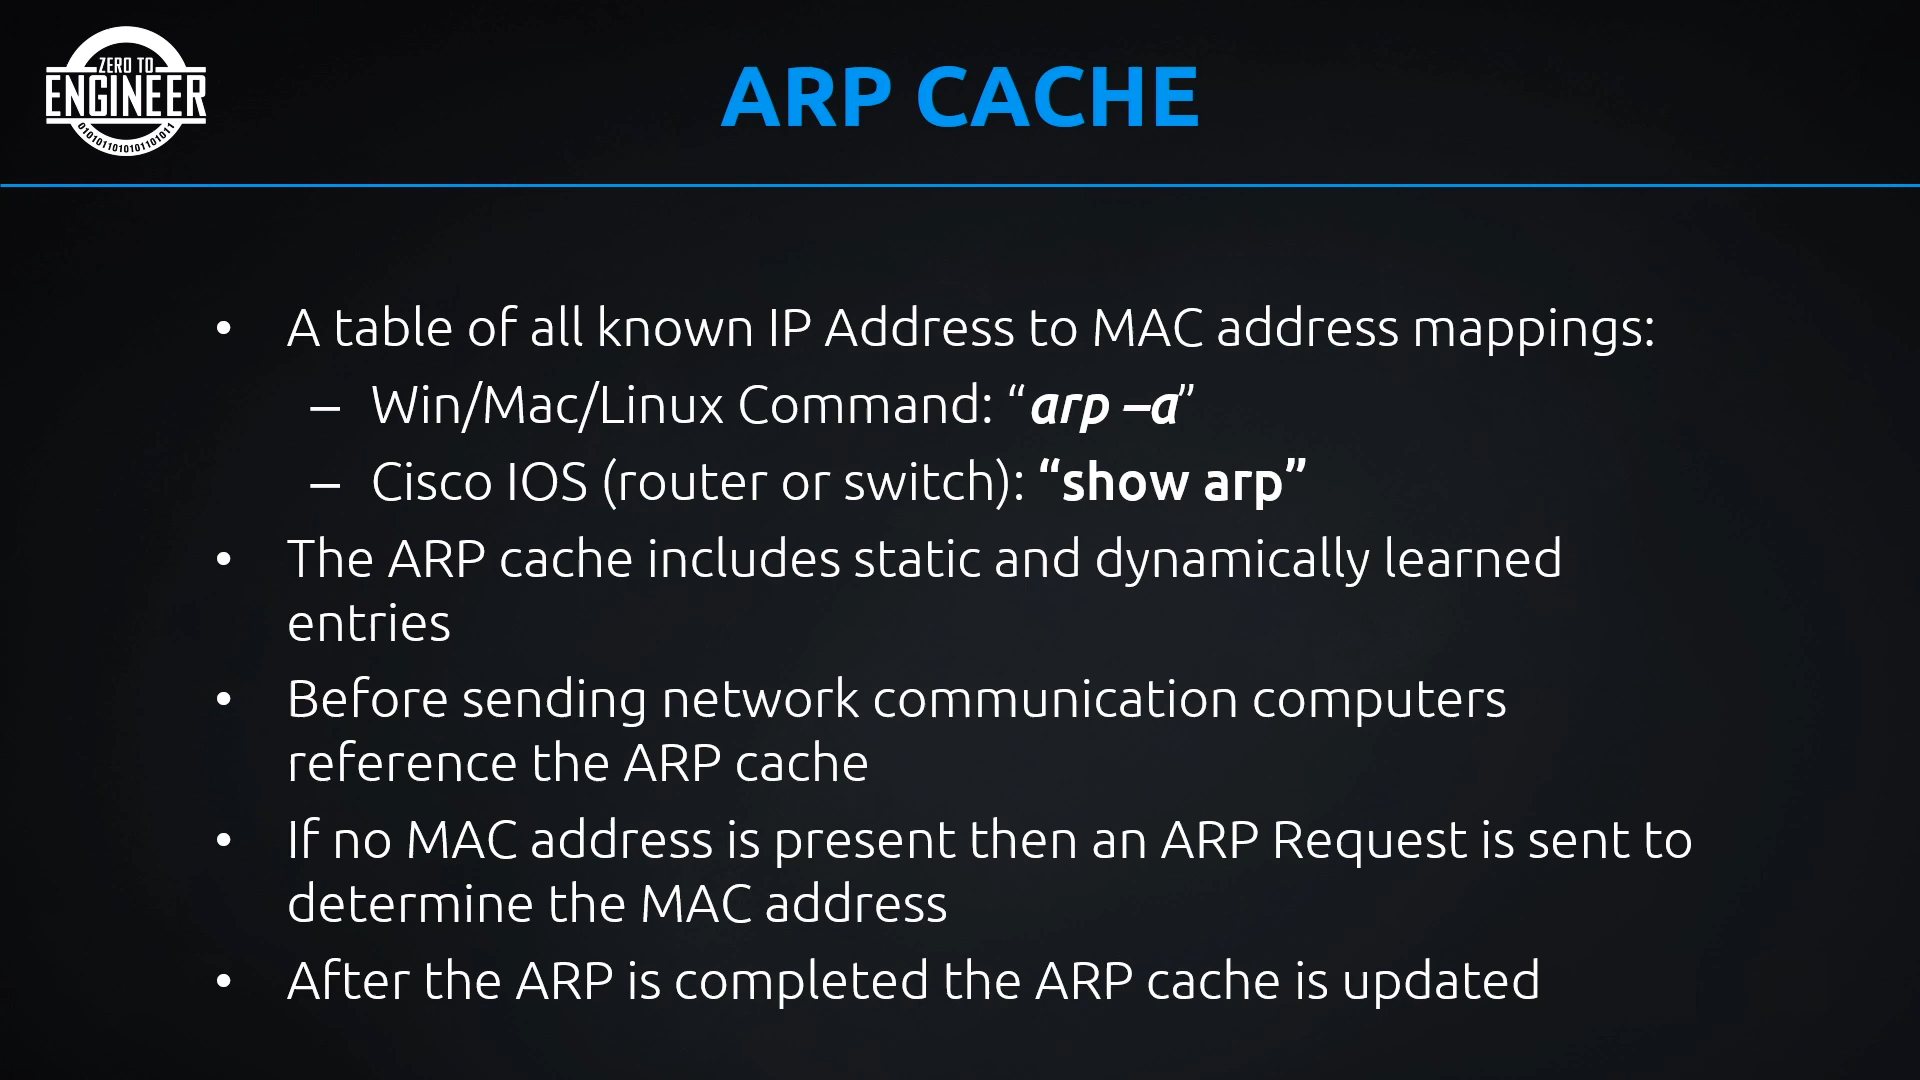 ZERO TO
ENGINEER
ARP CACHE
• A table of all known IP Address to MAC address mappings:
– Win/Mac/Linux Command: “arp –a”
– Cisco IOS (router or switch): “show arp”
• The ARP cache includes static and dynamically learned
entries
• Before sending network communication computers
reference the ARP cache
• If no MAC address is present then an ARP Request is sent to
determine the MAC address
• After the ARP is completed the ARP cache is updated